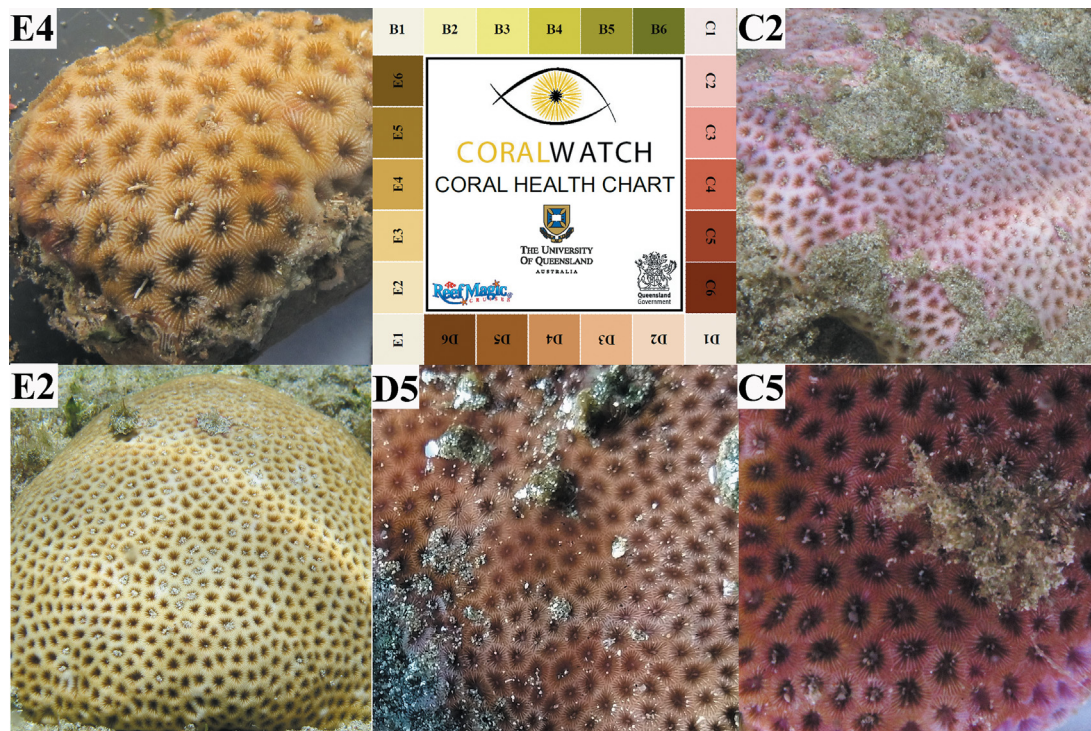 E4
B1 B2 B3 B4 B5 B6 C1
C2
E6
C2
E5
C3
CORALWATCH
CORAL HEALTH CHART
E4
C4
E3
C5
THE UNIVERSITY
OF QUEENSLAND
AUSTRALIA
E2
C6
ReefMagic
CRUISES
Queensland
Government
E1 D6 D5 D4 D3 D2 D1
E2
D5
C5